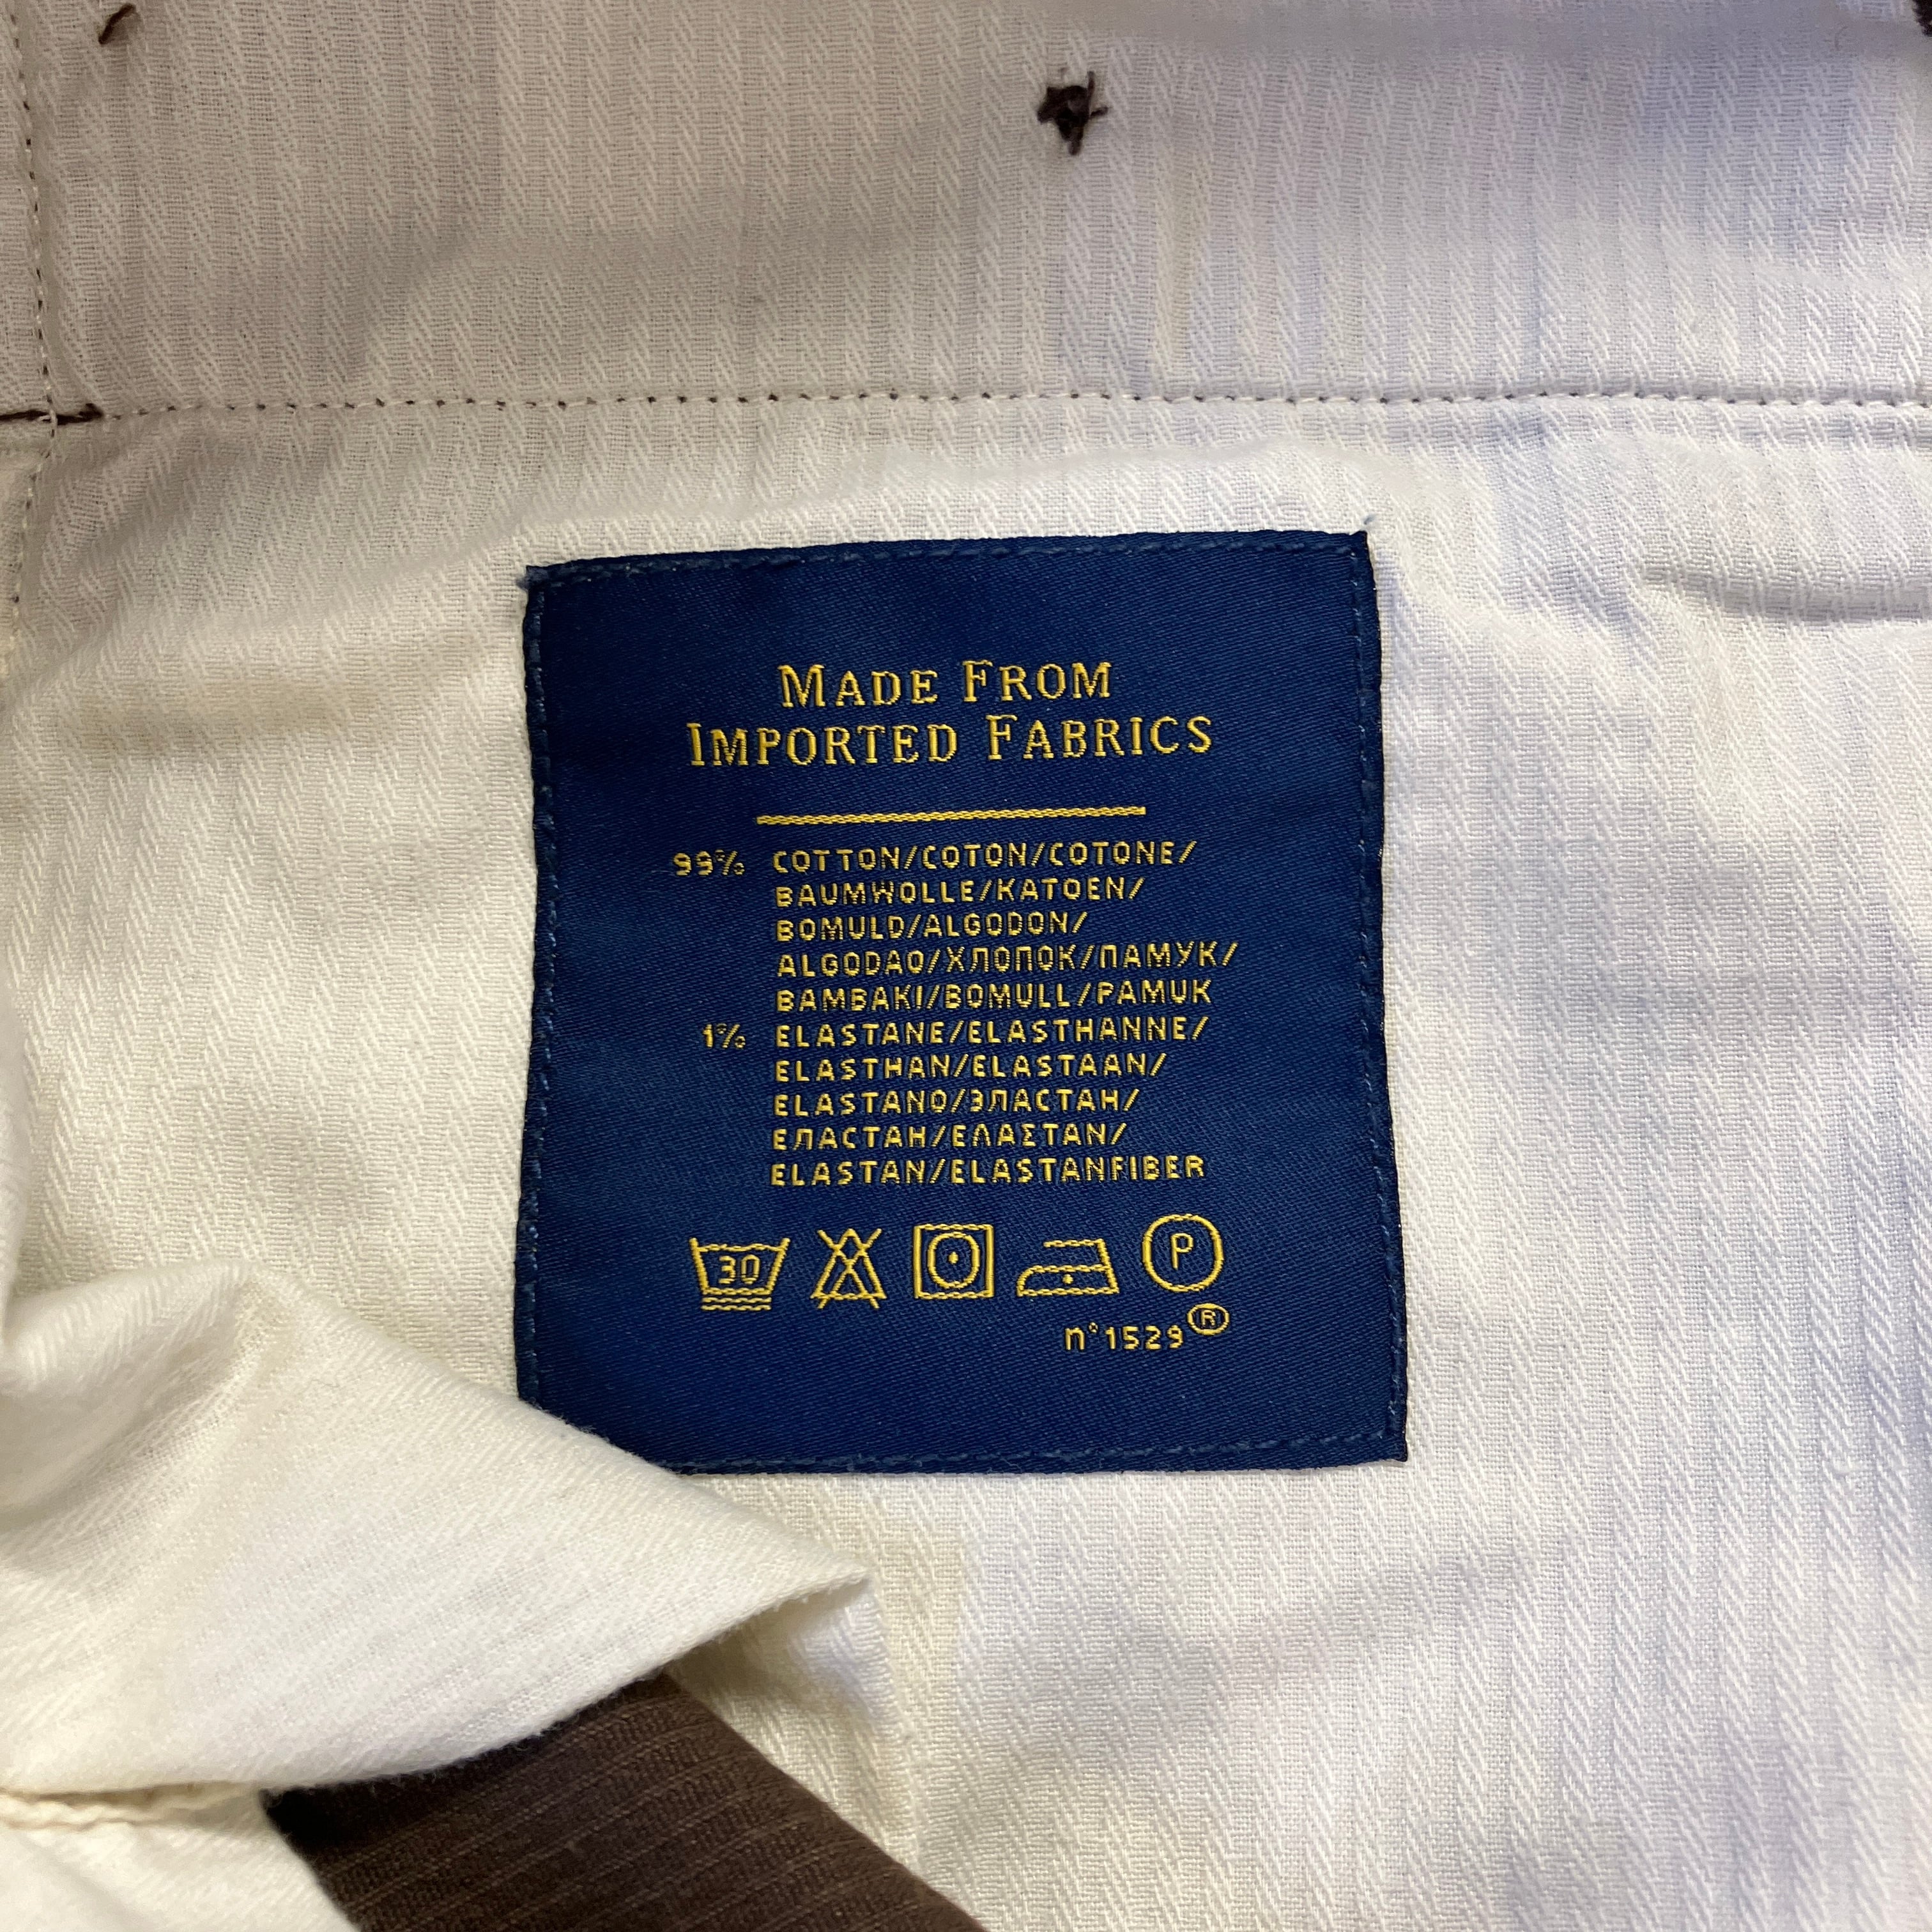 MADE FROM
IMPORTED FABRICS
99% COTTON/COTON/COTONE/
BAUMWOLLE/KATOEN/
BOMULD/ALGODON/
ALGODAO/ХЛОПОК/ПАМУК/
BAMBAKI/BOMULL/PAMUK
1% ELASTANE/ELASTHANNE/
ELASTHAN/ELASTAAN/
ELASTANO/ЭЛАСТАН/
ЕЛАСТАН/ΕΛΑΣΤΑΝ/
ELASTAN/ELASTANFIBER
30 P
n°1529®